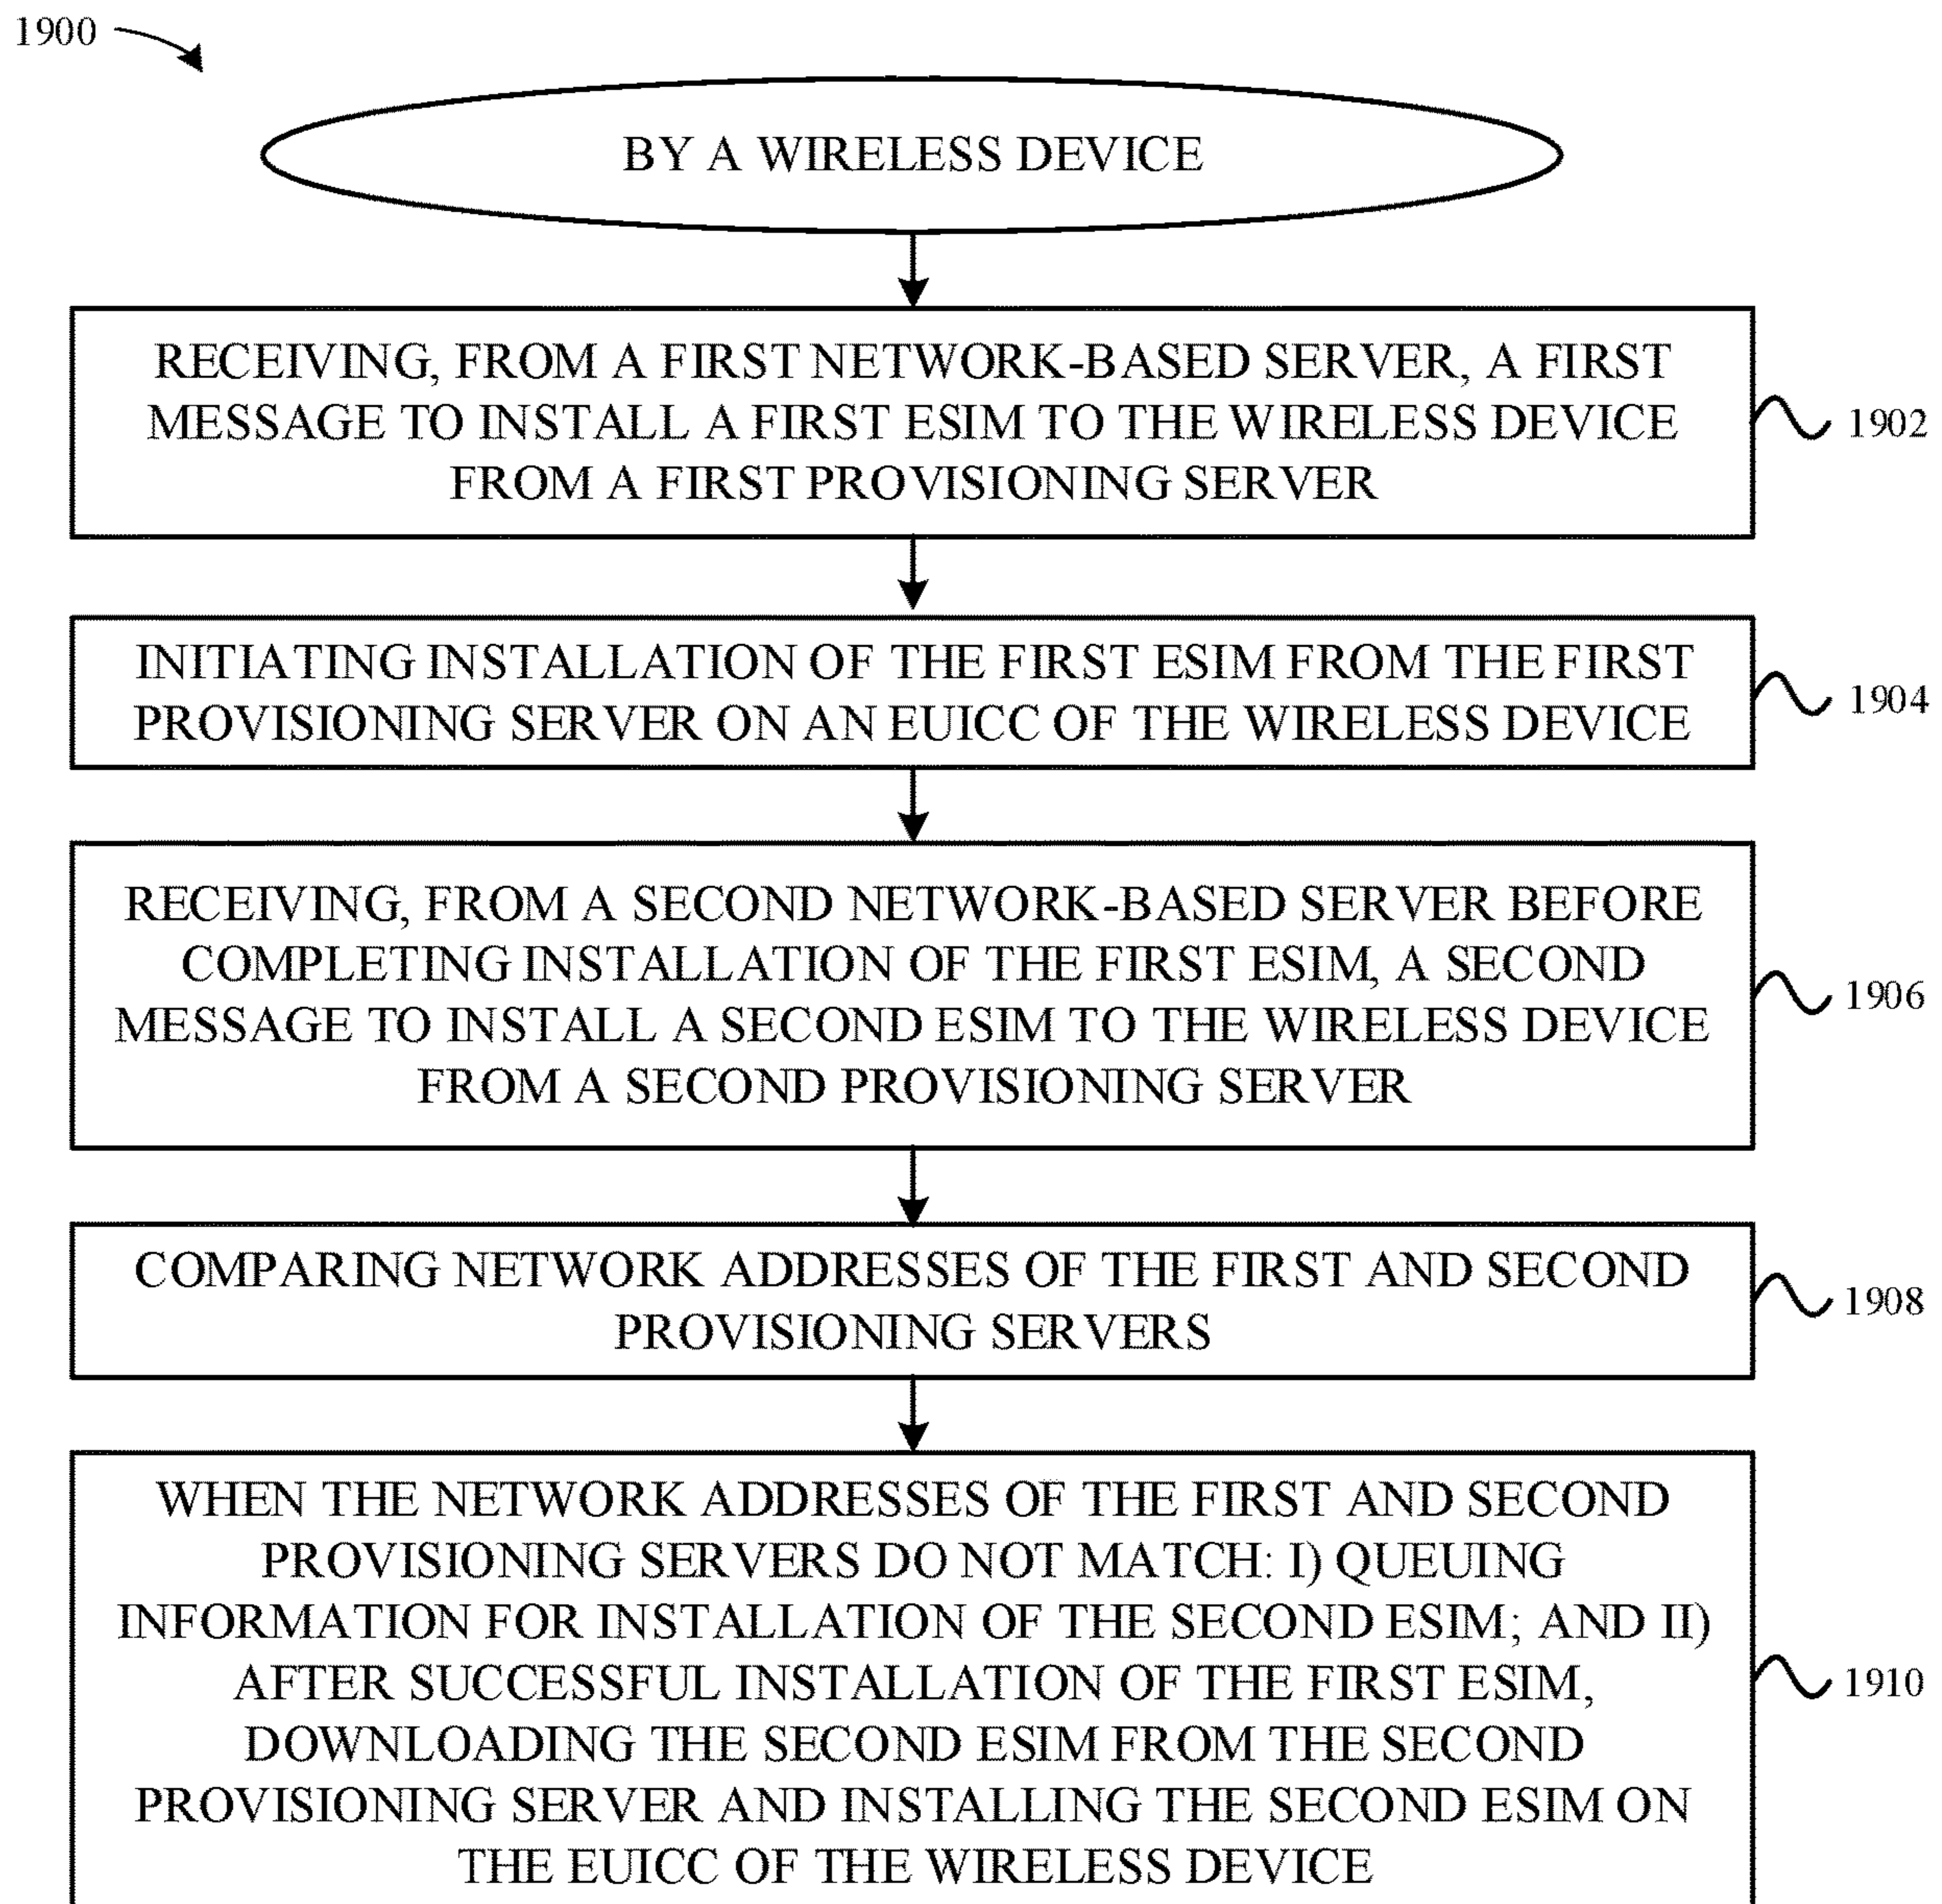 1900
BY A WIRELESS DEVICE
RECEIVING, FROM A FIRST NETWORK-BASED SERVER, A FIRST
MESSAGE TO INSTALL A FIRST ESIM TO THE WIRELESS DEVICE
FROM A FIRST PROVISIONING SERVER
1902
INITIATING INSTALLATION OF THE FIRST ESIM FROM THE FIRST
PROVISIONING SERVER ON AN EUICC OF THE WIRELESS DEVICE
1904
RECEIVING, FROM A SECOND NETWORK-BASED SERVER BEFORE
COMPLETING INSTALLATION OF THE FIRST ESIM, A SECOND
MESSAGE TO INSTALL A SECOND ESIM TO THE WIRELESS DEVICE
FROM A SECOND PROVISIONING SERVER
1906
COMPARING NETWORK ADDRESSES OF THE FIRST AND SECOND
PROVISIONING SERVERS
1908
WHEN THE NETWORK ADDRESSES OF THE FIRST AND SECOND
PROVISIONING SERVERS DO NOT MATCH: I) QUEUING
INFORMATION FOR INSTALLATION OF THE SECOND ESIM; AND II)
AFTER SUCCESSFUL INSTALLATION OF THE FIRST ESIM,
DOWNLOADING THE SECOND ESIM FROM THE SECOND
PROVISIONING SERVER AND INSTALLING THE SECOND ESIM ON
THE EUICC OF THE WIRELESS DEVICE
1910